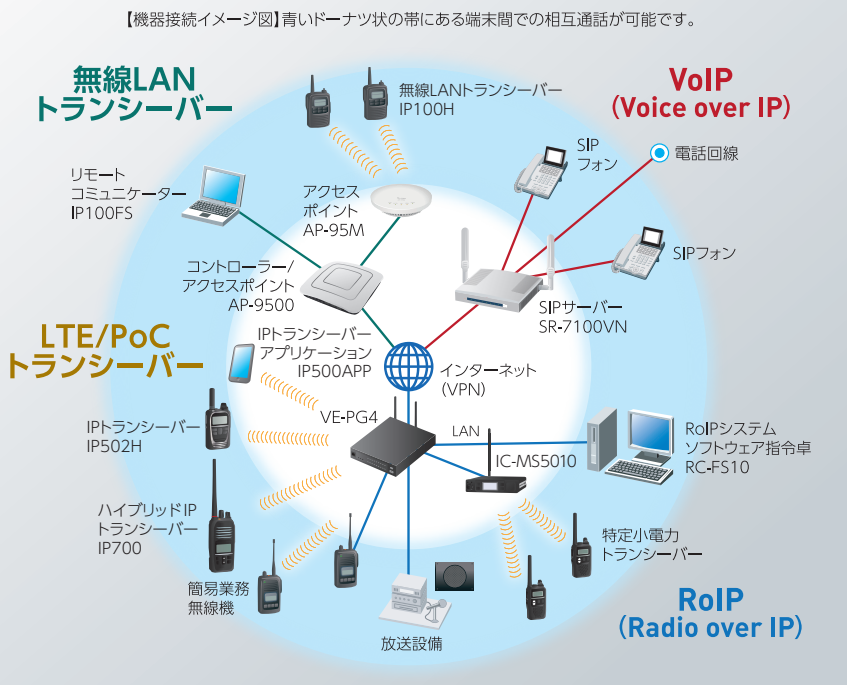 【機器接続イメージ図】青いドーナツ状の帯にある端末間での相互通話が可能です。
無線LAN
トランシーバー
無線LANトランシーバー
IP100H
VoIP
(Voice over IP)
SIP
フォン
電話回線
リモート
コミュニケーター
IP100FS
アクセス
ポイント
AP-95M
SIPフォン
コントローラー/
アクセスポイント
AP-9500
SIPサーバー
SR-7100VN
LTE/PoC
トランシーバー
IPトランシーバー
アプリケーション
IP500APP
インターネット
(VPN)
VE-PG4
LAN
IPトランシーバー
IP502H
IC-MS5010
RoIPシステム
ソフトウェア指令卓
RC-FS10
ハイブリッドIP
トランシーバー
IP700
特定小電力
トランシーバー
簡易業務
無線機
放送設備
RoIP
(Radio over IP)